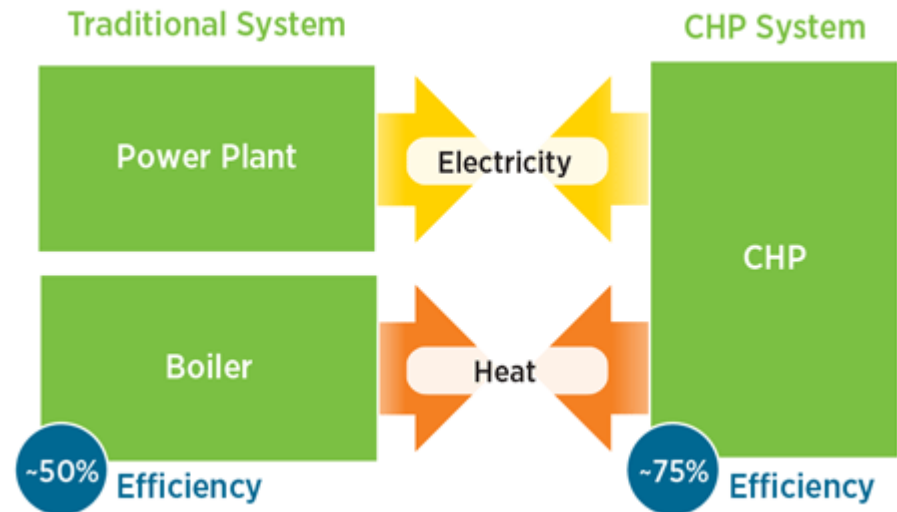 Traditional System
CHP System
Power Plant
Electricity
CHP
Boiler
Heat
~50%
Efficiency
~75%
Efficiency